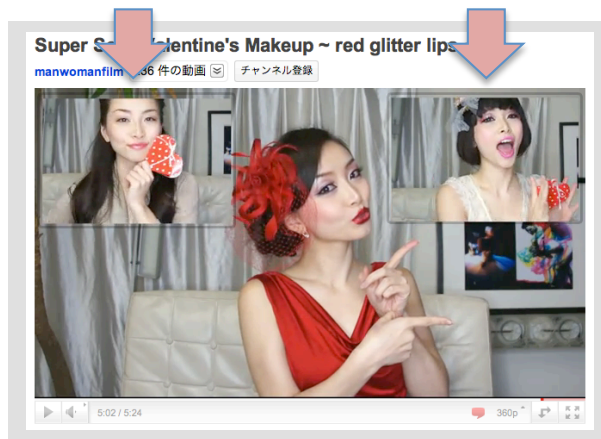 Super Valentine's Makeup ~ red glitter lips
manwomanfilm 36 件の動画 チャンネル登録
5:02 / 5:24 360p